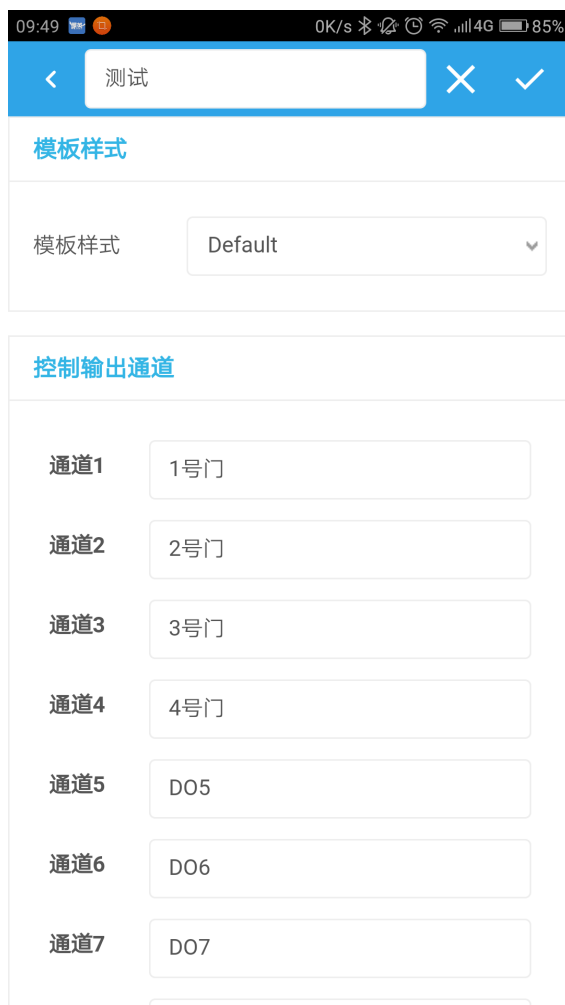 09:49 0K/s 4G 85%
测试
模板样式
模板样式 Default
控制输出通道
通道1 1号门
通道2 2号门
通道3 3号门
通道4 4号门
通道5 DO5
通道6 DO6
通道7 DO7